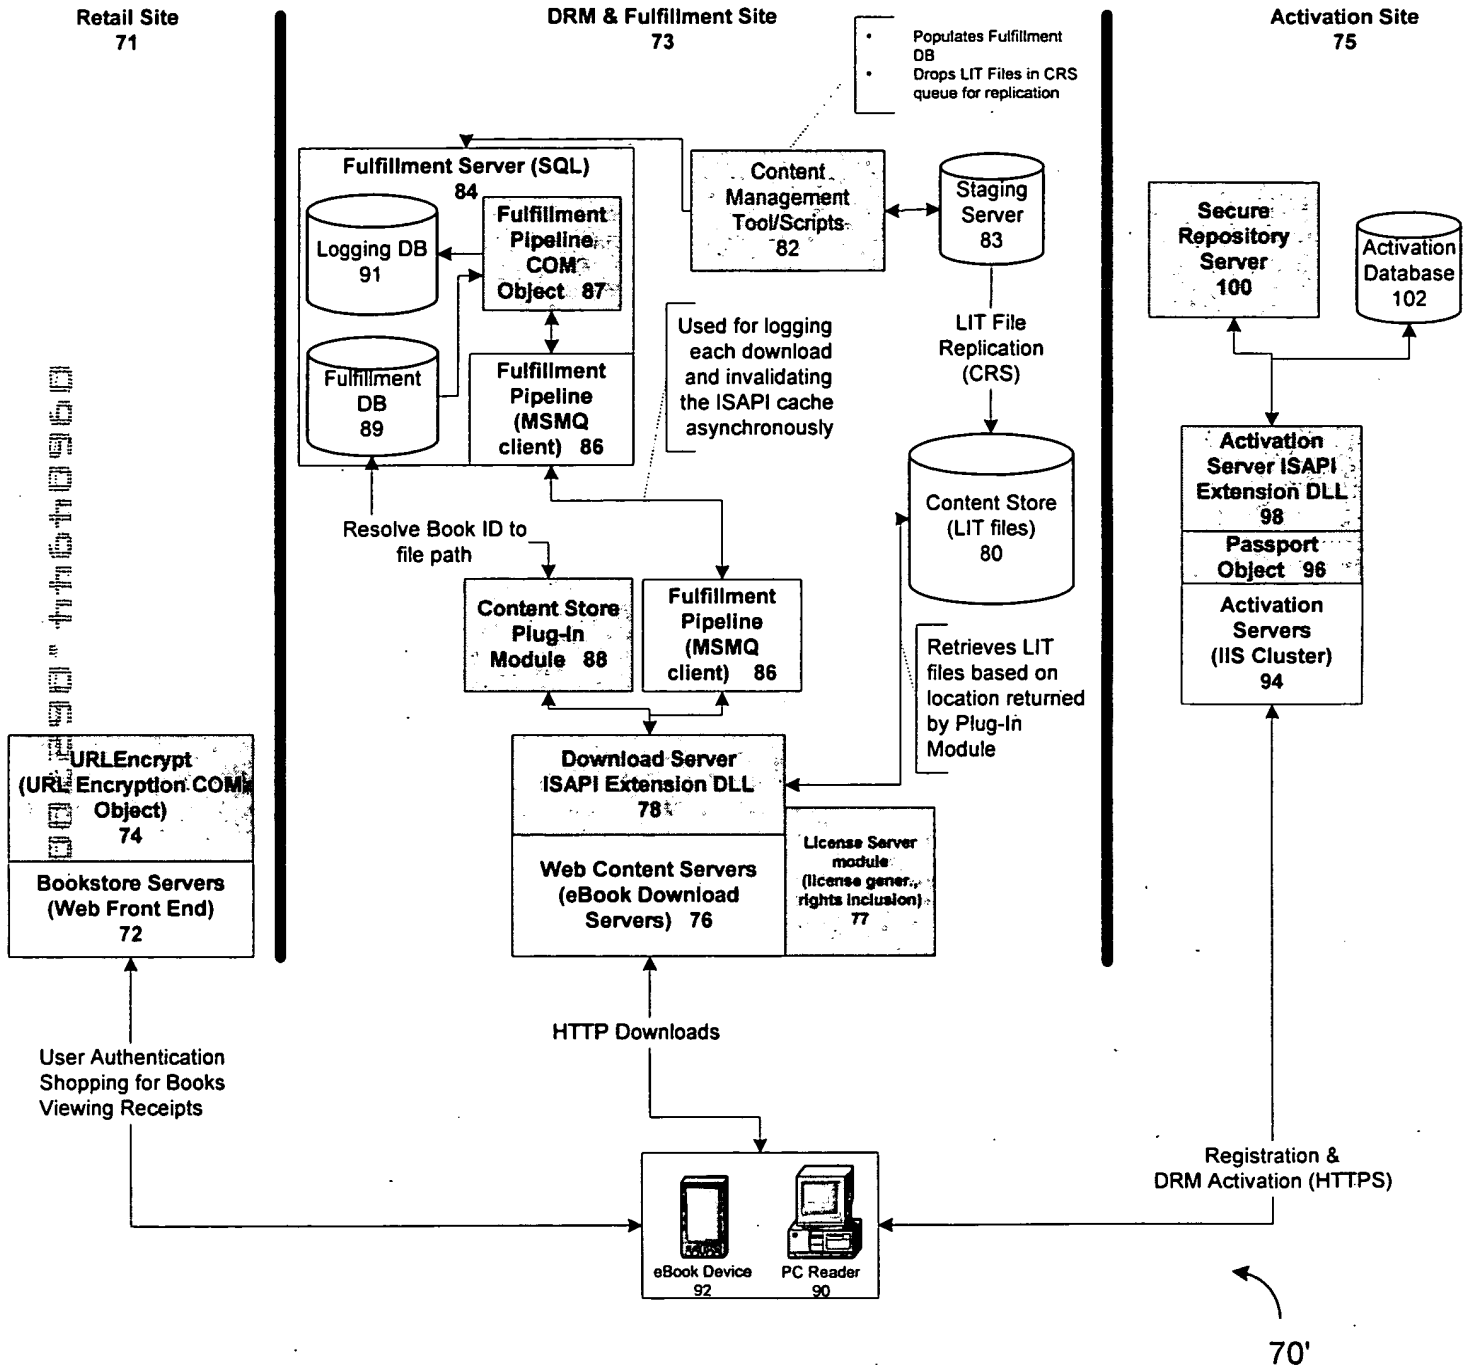 Retail Site
71
DRM & Fulfillment Site
73
Activation Site
75
Populates Fulfillment
DB
Drops LIT Files in CRS
queue for replication
Fulfillment Server (SQL)
84
Logging DB
91
Fulfillment
Pipeline
COM
Object 87
Fulfillment
DB
89
Fulfillment
Pipeline
(MSMQ
client) 86
Content
Management
Tool/Scripts
82
Staging
Server
83
Used for logging
each download
and invalidating
the ISAPI cache
asynchronously
LIT File
Replication
(CRS)
Content Store
(LIT files)
80
Secure
Repository
Server
100
Activation
Database
102
Activation
Server ISAPI
Extension DLL
98
Passport
Object 96
Activation
Servers
(IIS Cluster)
94
Resolve Book ID to
file path
Content Store
Plug-In
Module 88
Fulfillment
Pipeline
(MSMQ
client) 86
Retrieves LIT
files based on
location returned
by Plug-In
Module
URLEncrypt
(URL Encryption COM
Object)
74
Bookstore Servers
(Web Front End)
72
Download Server
ISAPI Extension DLL
78
Web Content Servers
(eBook Download
Servers) 76
License Server
module
(license gener.,
rights inclusion)
77
HTTP Downloads
User Authentication
Shopping for Books
Viewing Receipts
Registration &
DRM Activation (HTTPS)
eBook Device
92
PC Reader
90
70'